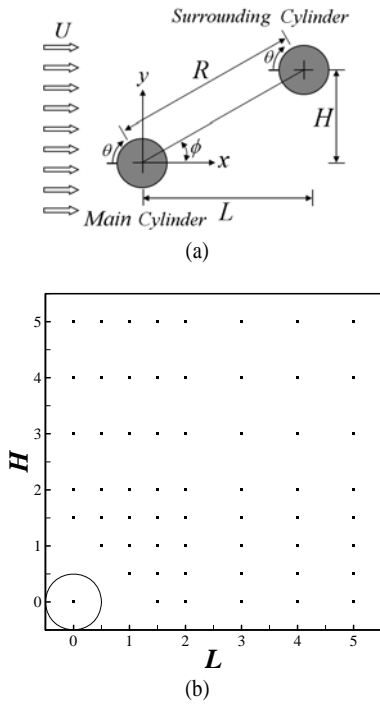 Surrounding Cylinder
U
θ
R
y
H
θ
ϕ
x
Main Cylinder
L
(a)
5
4
3
H
2
1
0
0 1 2 3 4 5
L
(b)